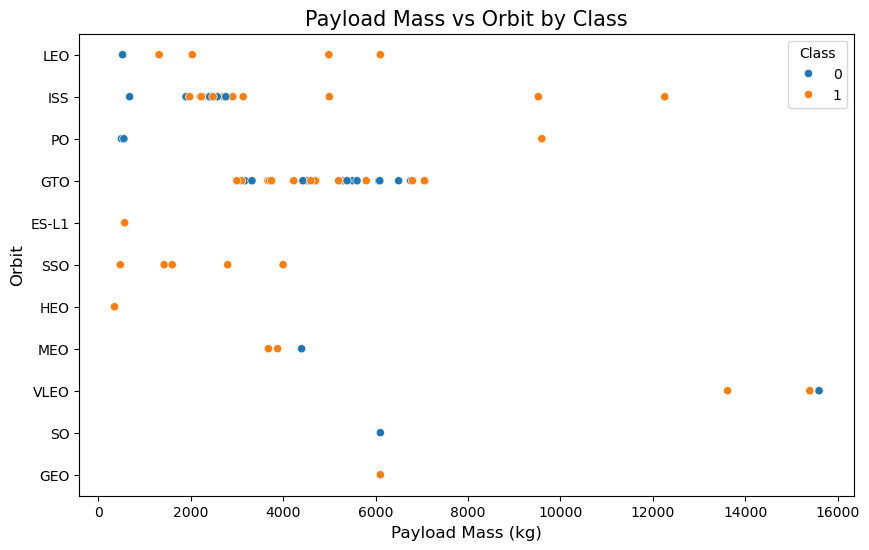 Payload Mass vs Orbit by Class
Class
0
1
LEO
ISS
PO
GTO
ES-L1
SSO
HEO
MEO
VLEO
SO
GEO
Orbit
0 2000 4000 6000 8000 10000 12000 14000 16000
Payload Mass (kg)